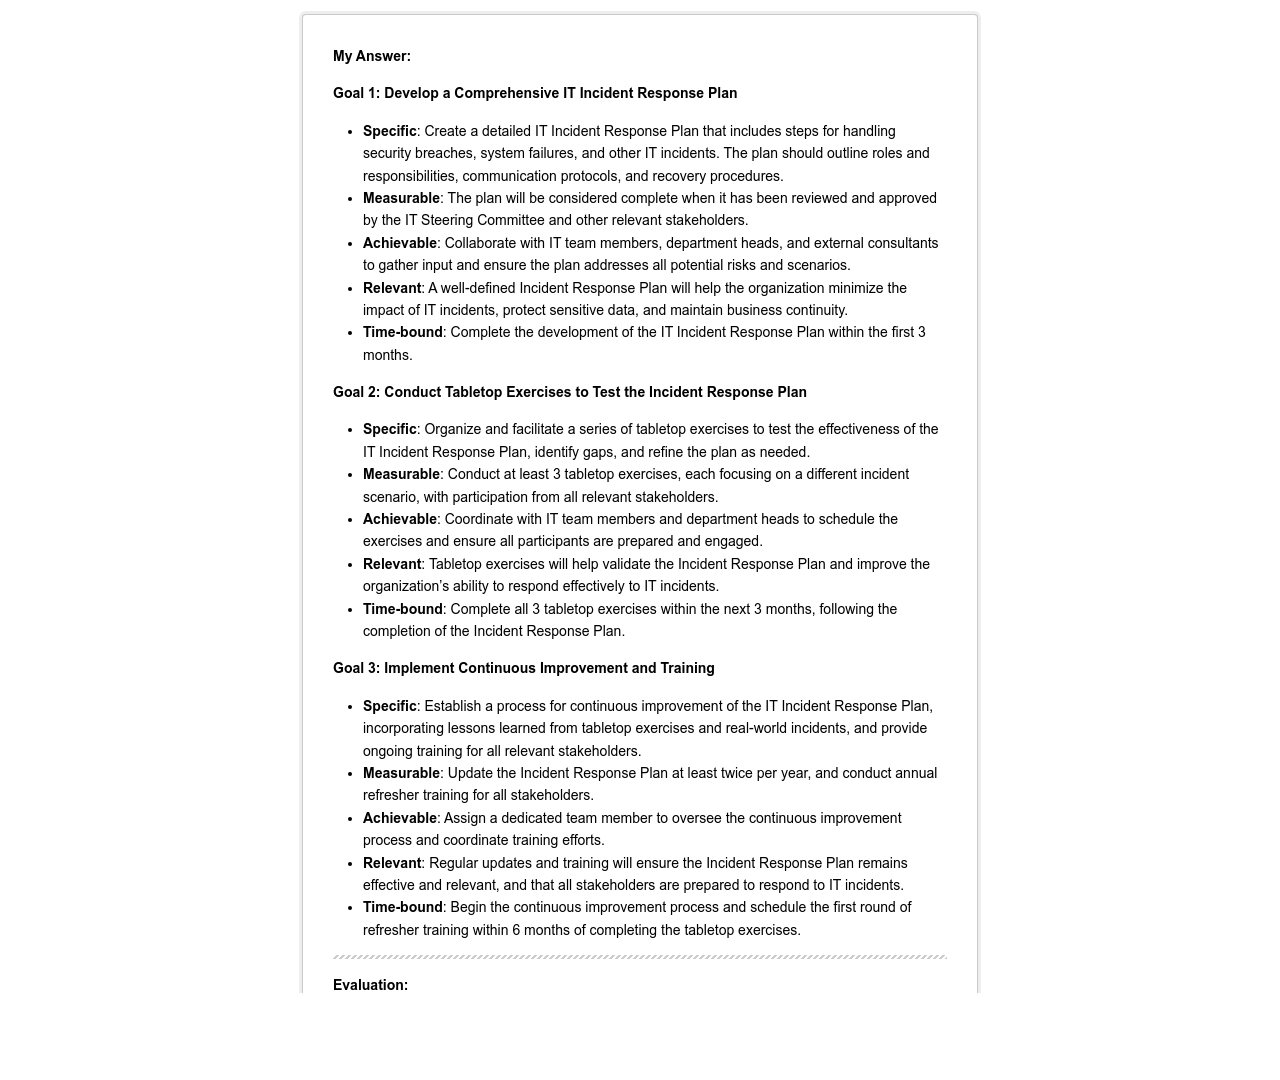 My Answer:
Goal 1: Develop a Comprehensive IT Incident Response Plan
• Specific: Create a detailed IT Incident Response Plan that includes steps for handling
security breaches, system failures, and other IT incidents. The plan should outline roles and
responsibilities, communication protocols, and recovery procedures.
• Measurable: The plan will be considered complete when it has been reviewed and approved
by the IT Steering Committee and other relevant stakeholders.
• Achievable: Collaborate with IT team members, department heads, and external consultants
to gather input and ensure the plan addresses all potential risks and scenarios.
• Relevant: A well-defined Incident Response Plan will help the organization minimize the
impact of IT incidents, protect sensitive data, and maintain business continuity.
• Time-bound: Complete the development of the IT Incident Response Plan within the first 3
months.
Goal 2: Conduct Tabletop Exercises to Test the Incident Response Plan
• Specific: Organize and facilitate a series of tabletop exercises to test the effectiveness of the
IT Incident Response Plan, identify gaps, and refine the plan as needed.
• Measurable: Conduct at least 3 tabletop exercises, each focusing on a different incident
scenario, with participation from all relevant stakeholders.
• Achievable: Coordinate with IT team members and department heads to schedule the
exercises and ensure all participants are prepared and engaged.
• Relevant: Tabletop exercises will help validate the Incident Response Plan and improve the
organization’s ability to respond effectively to IT incidents.
• Time-bound: Complete all 3 tabletop exercises within the next 3 months, following the
completion of the Incident Response Plan.
Goal 3: Implement Continuous Improvement and Training
• Specific: Establish a process for continuous improvement of the IT Incident Response Plan,
incorporating lessons learned from tabletop exercises and real-world incidents, and provide
ongoing training for all relevant stakeholders.
• Measurable: Update the Incident Response Plan at least twice per year, and conduct annual
refresher training for all stakeholders.
• Achievable: Assign a dedicated team member to oversee the continuous improvement
process and coordinate training efforts.
• Relevant: Regular updates and training will ensure the Incident Response Plan remains
effective and relevant, and that all stakeholders are prepared to respond to IT incidents.
• Time-bound: Begin the continuous improvement process and schedule the first round of
refresher training within 6 months of completing the tabletop exercises.
Evaluation: